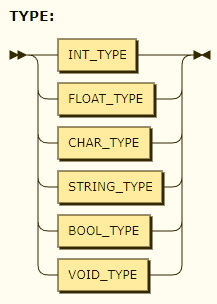 TYPE:
INT_TYPE
FLOAT_TYPE
CHAR_TYPE
STRING_TYPE
BOOL_TYPE
VOID_TYPE